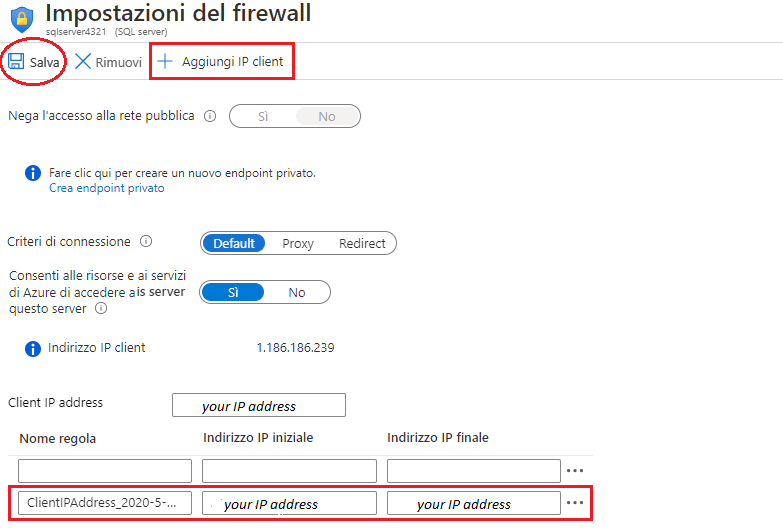 Impostazioni del firewall
sqlserver4321 (SQL server)
Salva Rimuovi Aggiungi IP client
Nega l'accesso alla rete pubblica Sì No
Fare clic qui per creare un nuovo endpoint privato.
Crea endpoint privato
Criteri di connessione Default Proxy Redirect
Consenti alle risorse e ai servizi
di Azure di accedere a is server Sì No
questo server
Indirizzo IP client 1.186.186.239
Client IP address your IP address
Nome regola Indirizzo IP iniziale Indirizzo IP finale
ClientIPAddress_2020-5-... your IP address your IP address